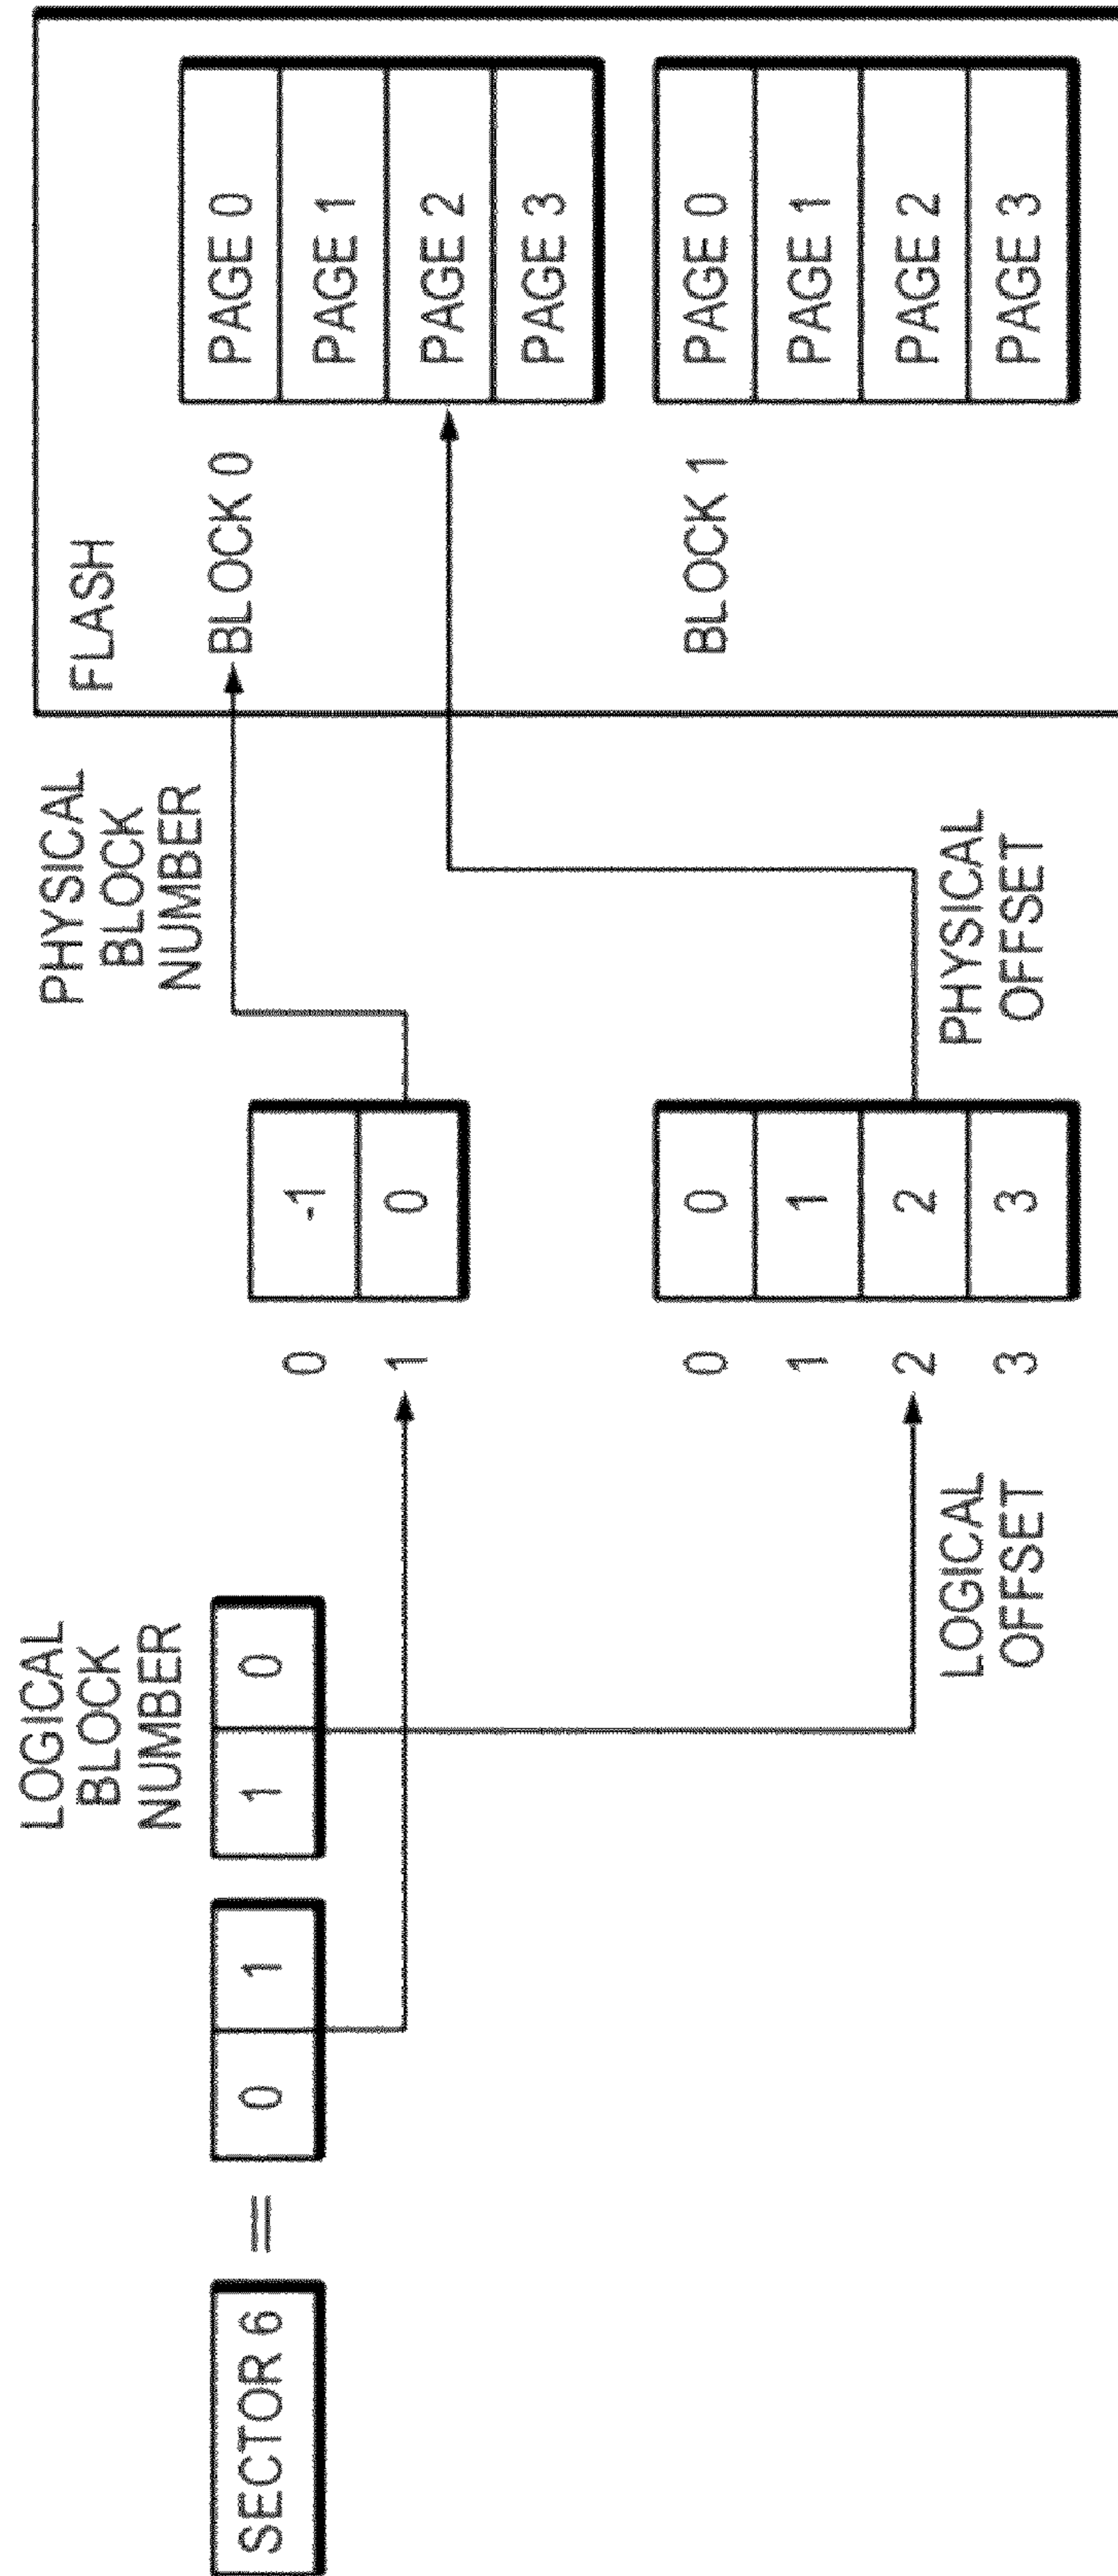 SECTOR 6
=
0 1
1 0
LOGICAL
BLOCK
NUMBER
LOGICAL
OFFSET
0 -1
1 0
0 0
1 1
2 2
3 3
PHYSICAL
BLOCK
NUMBER
PHYSICAL
OFFSET
FLASH
BLOCK 0
PAGE 0
PAGE 1
PAGE 2
PAGE 3
BLOCK 1
PAGE 0
PAGE 1
PAGE 2
PAGE 3